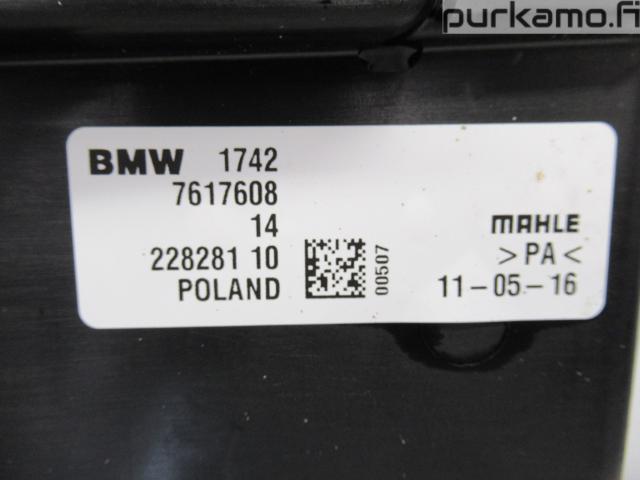 purkamo.fi
BMW 1742
7617608
14
228281 10
POLAND
00507
MAHLE
>PA<
11-05-16